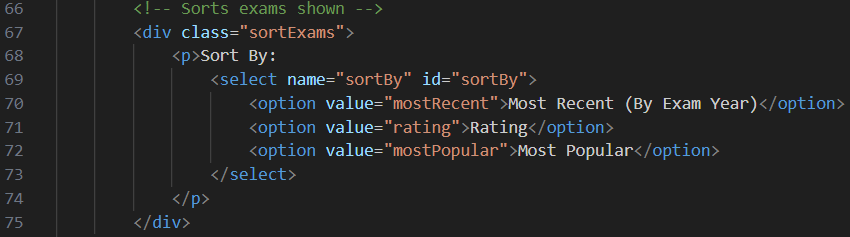 66 <!-- Sorts exams shown -->
67 <div class="sortExams">
68 <p>Sort By:
69 <select name="sortBy" id="sortBy">
70 <option value="mostRecent">Most Recent (By Exam Year)</option>
71 <option value="rating">Rating</option>
72 <option value="mostPopular">Most Popular</option>
73 </select>
74 </p>
75 </div>